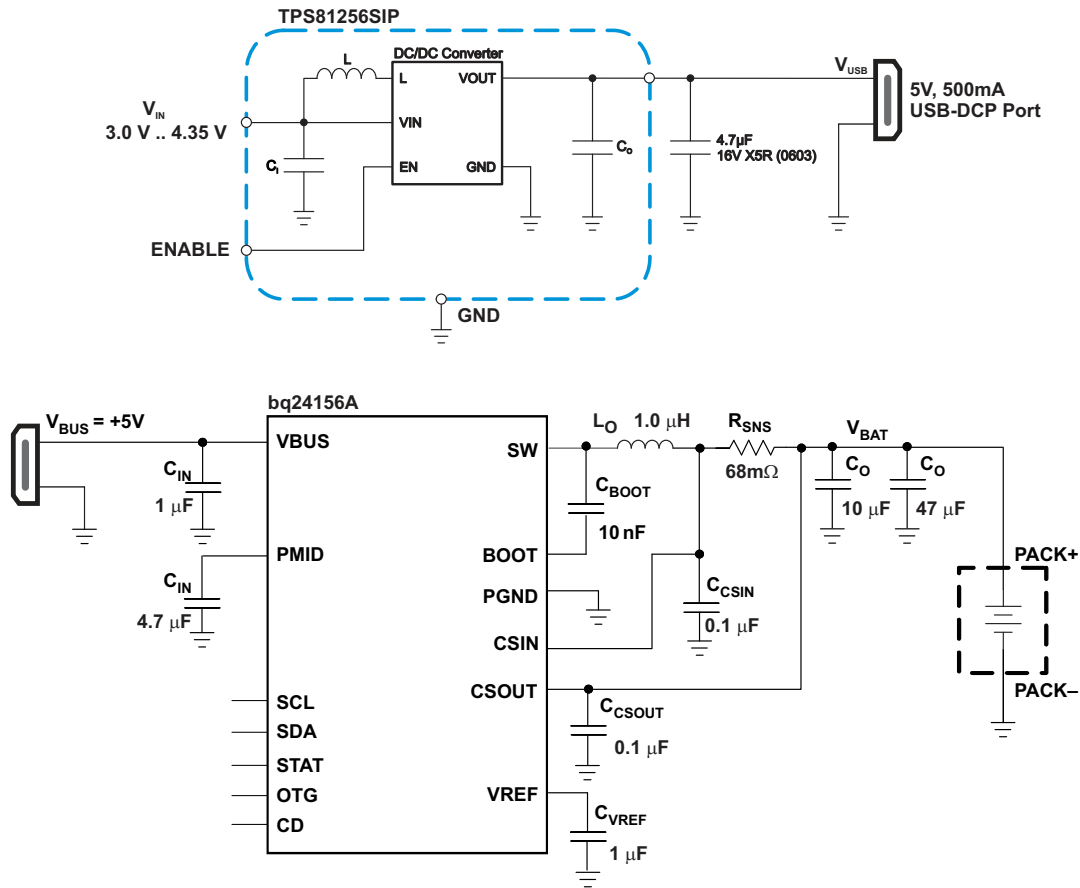 TPS81256SIP
DC/DC Converter
L
L
VOUT
V_USB
V_IN
3.0 V .. 4.35 V
VIN
5V, 500mA
USB-DCP Port
C_I
EN
GND
C_O
4.7µF
16V X5R (0603)
ENABLE
GND
bq24156A
V_BUS = +5V
VBUS
C_IN
1 µF
PMID
C_IN
4.7 µF
SCL
SDA
STAT
OTG
CD
SW
L_O 1.0 µH
R_SNS
68mΩ
V_BAT
C_BOOT
10 nF
BOOT
C_O
10 µF
C_O
47 µF
PGND
C_CSIN
0.1 µF
CSIN
PACK+
CSOUT
C_CSOUT
0.1 µF
PACK–
VREF
C_VREF
1 µF